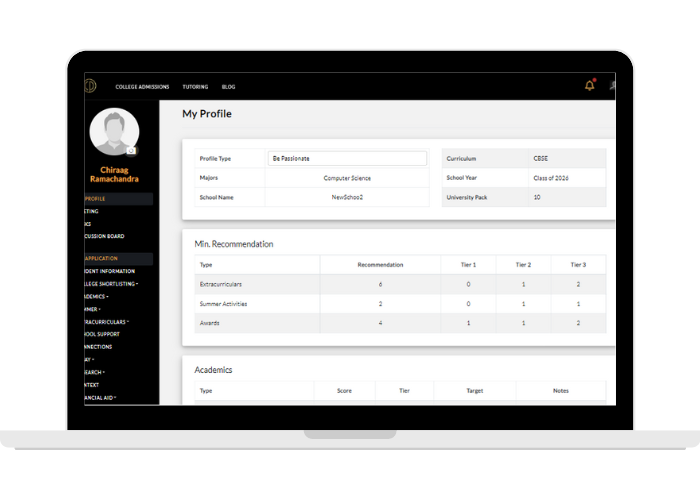 COLLEGE ADMISSIONS TUTORING BLOG
My Profile
Chiraag
Ramachandra
PROFILE
ETING
CUSSION BOARD
APPLICATION
DENT INFORMATION
LLEGE SHORTLISTING
ADEMICS
MMER
RACURRICULARS
OOL SUPPORT
NNECTIONS
AY
EARCH
NTEXT
ANCIAL AID
Profile Type Be Passionate
Majors Computer Science
School Name NewSchoo2
Curriculum CBSE
School Year Class of 2026
University Pack 10
Min. Recommendation
Type Recommendation Tier 1 Tier 2 Tier 3
Extracurriculars 6 0 1 2
Summer Activities 2 0 1 1
Awards 4 1 1 2
Academics
Type Score Tier Target Notes